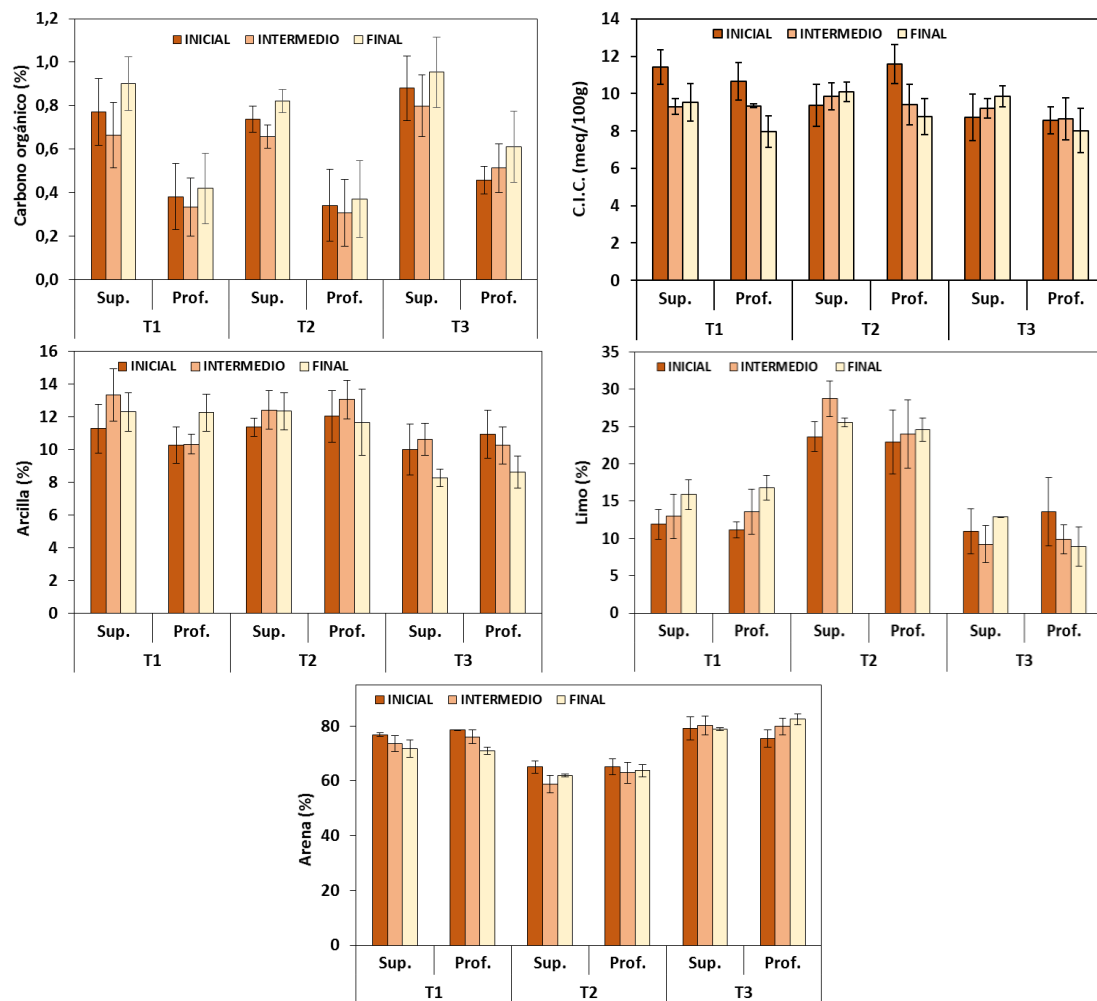 Carbono orgánico (%)
1,2
1,0
0,8
0,6
0,4
0,2
0,0
INICIAL INTERMEDIO FINAL
Sup. Prof. Sup. Prof. Sup. Prof.
T1 T2 T3
C.I.C. (meq/100g)
14
12
10
8
6
4
2
0
INICIAL INTERMEDIO FINAL
Sup. Prof. Sup. Prof. Sup. Prof.
T1 T2 T3
Arcilla (%)
16
14
12
10
8
6
4
2
0
INICIAL INTERMEDIO FINAL
Sup. Prof. Sup. Prof. Sup. Prof.
T1 T2 T3
Limo (%)
35
30
25
20
15
10
5
0
INICIAL INTERMEDIO FINAL
Sup. Prof. Sup. Prof. Sup. Prof.
T1 T2 T3
Arena (%)
80
60
40
20
0
INICIAL INTERMEDIO FINAL
Sup. Prof. Sup. Prof. Sup. Prof.
T1 T2 T3